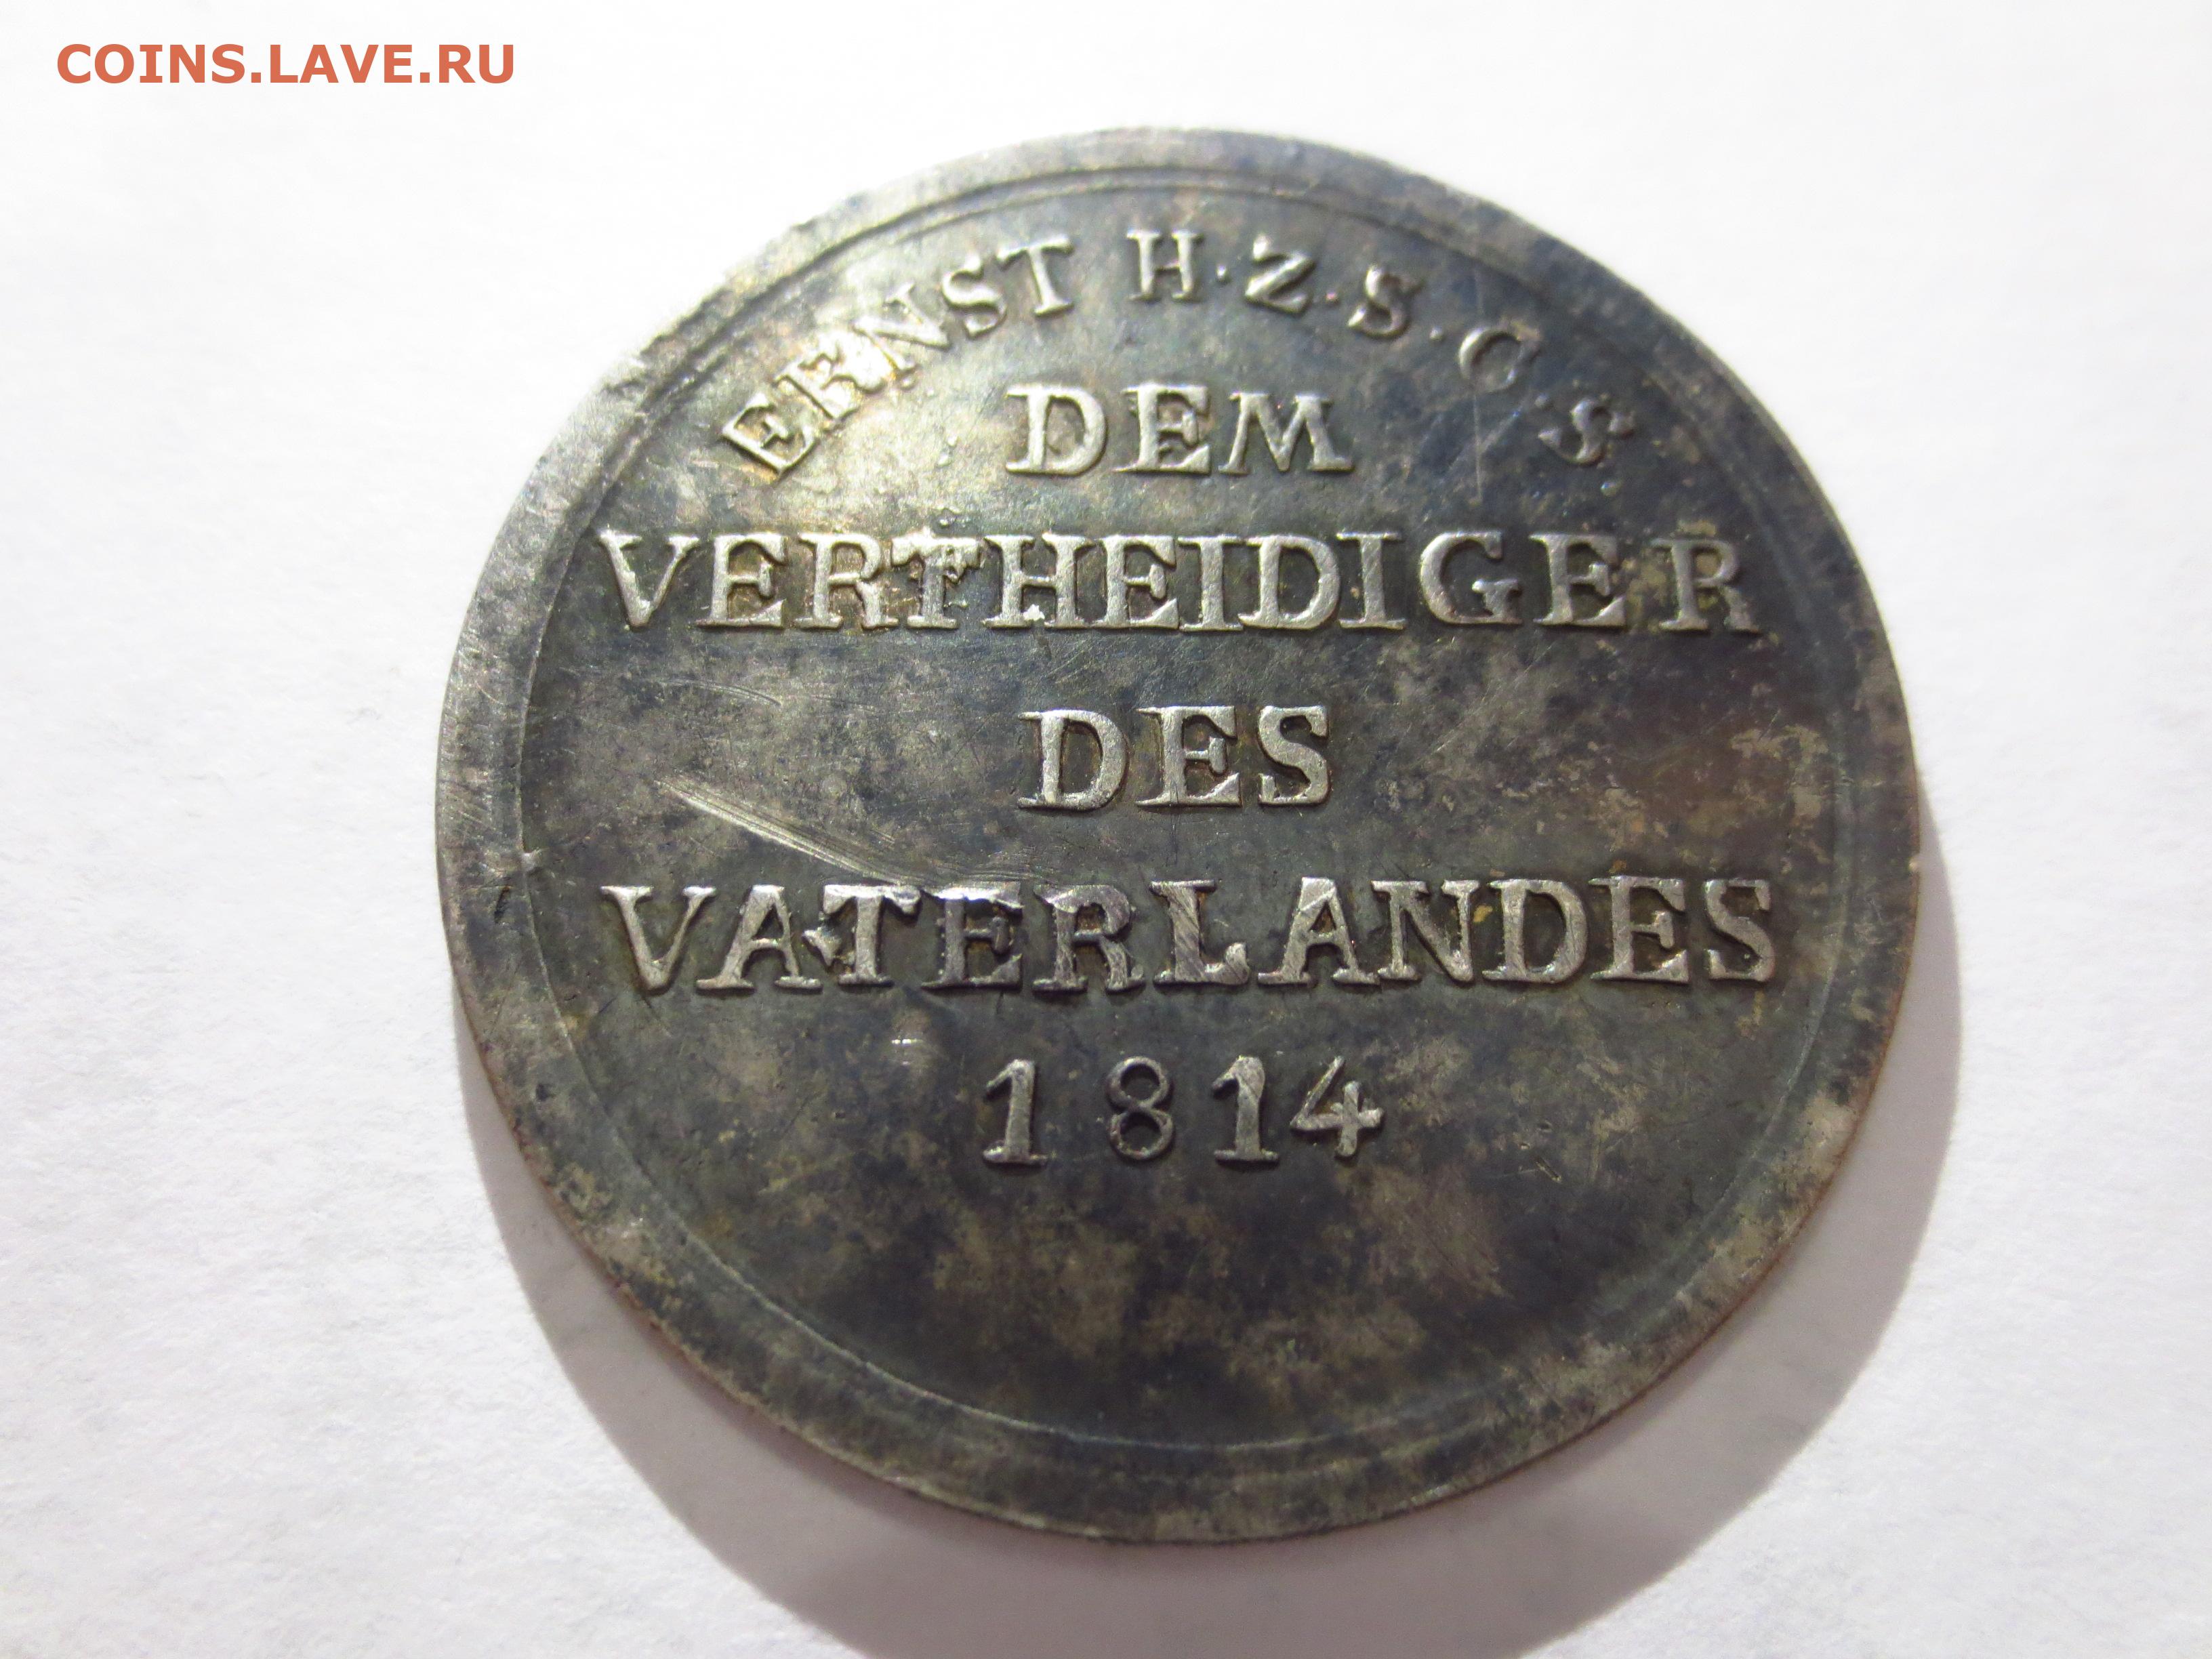 COINS.LAVE.RU
ERNST H·Z·S·C·S·
DEM
VERTHEIDIGER
DES
VATERLANDES
1814